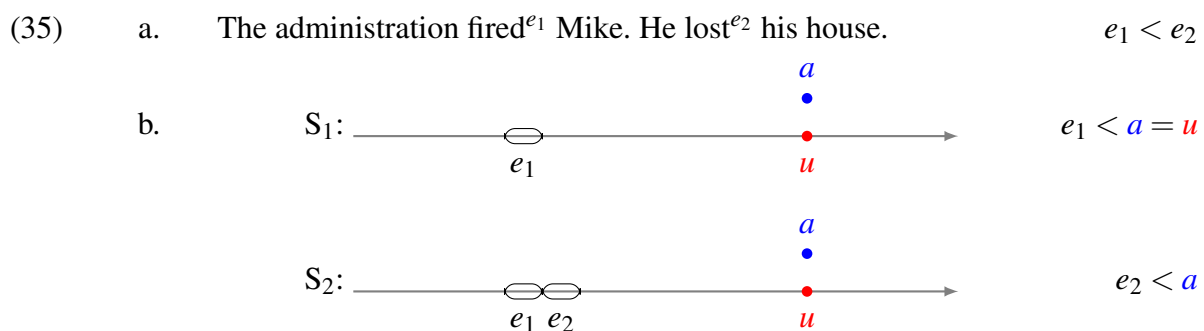 (35) a. The administration fired^e₁ Mike. He lost^e₂ his house. e₁ < e₂
a
b. S₁: e₁ < a = u
e₁ u
a
S₂: e₂ < a
e₁ e₂ u